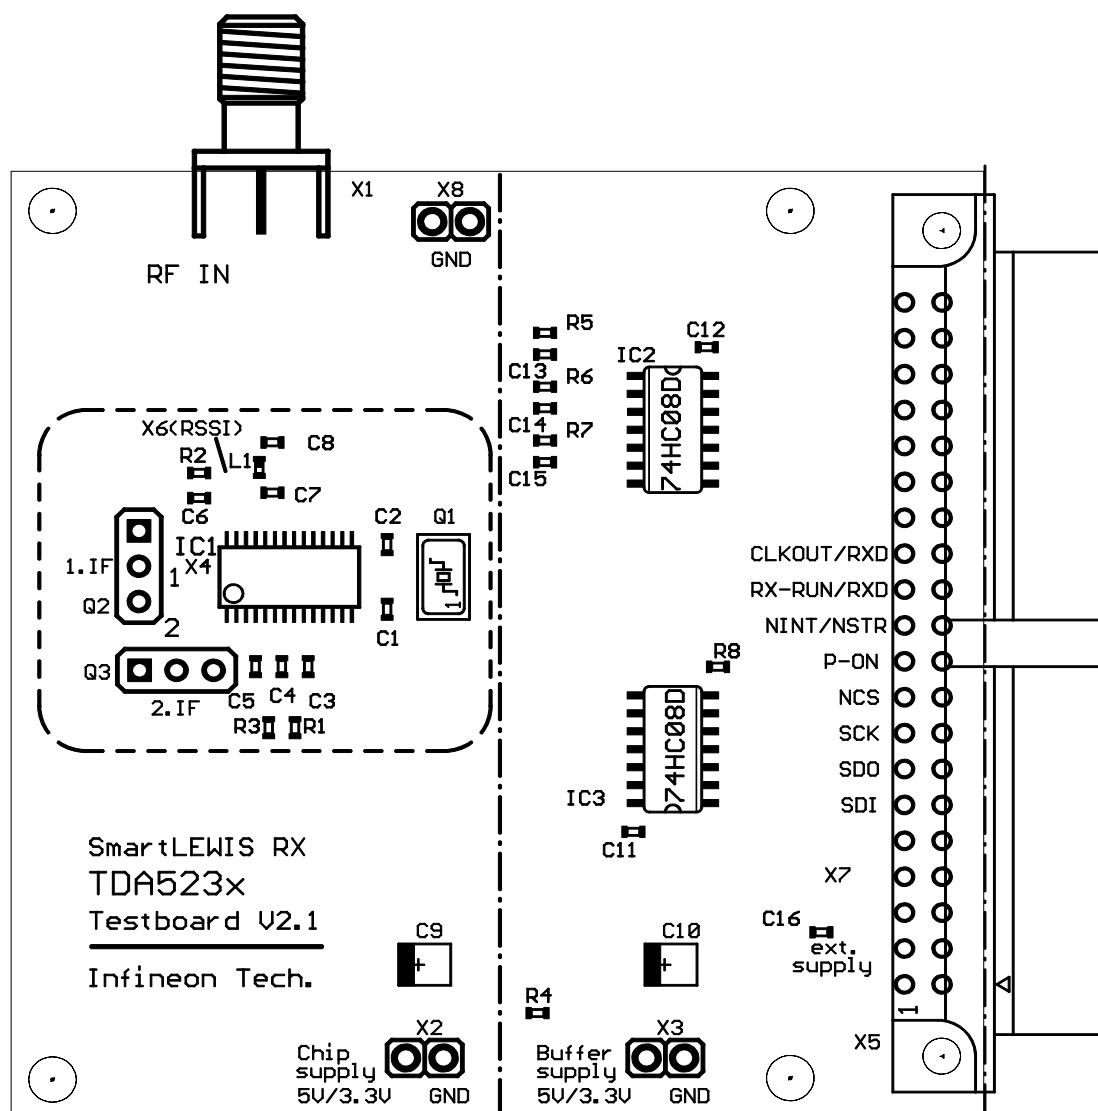 X1
X8
GND
RF IN
R5
C12
IC2
C13
R6
C14
R7
C15
74HC08D
X6(RSSI)
C8
R2
L1
C6
C7
C2
Q1
IC1
X4
1.IF
1
Q2
2
1
C1
CLKOUT/RXD
RX-RUN/RXD
NINT/NSTR
P-ON
NCS
SCK
SDO
SDI
Q3
C5
C4
C3
2.IF
R3
R1
R8
74HC08D
IC3
C11
SmartLEWIS RX
TDA523x
Testboard V2.1
Infineon Tech.
X7
C9
+
C10
+
C16
ext.
supply
R4
1
X2
X3
X5
Chip
supply
5V/3.3V
GND
Buffer
supply
5V/3.3V
GND